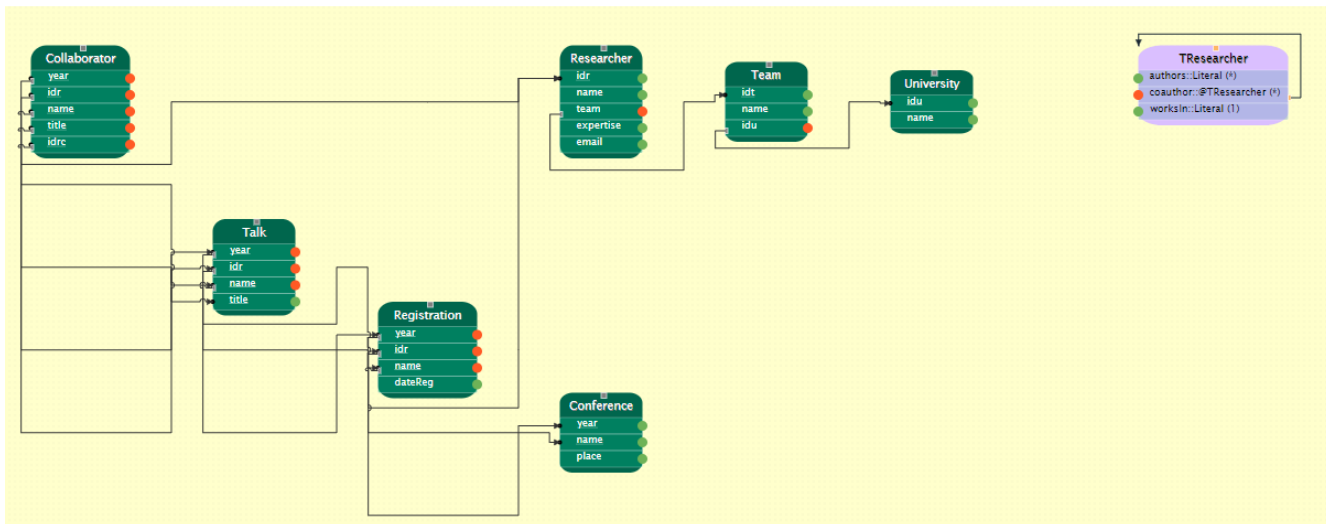 Collaborator
year
idr
name
title
idrc
Talk
year
idr
name
title
Registration
year
idr
name
dateReg
Researcher
idr
name
team
expertise
email
Conference
year
name
place
Team
idt
name
idu
University
idu
name
TResearcher
authors::Literal (*)
coauthor::@TResearcher (*)
worksIn::Literal (1)